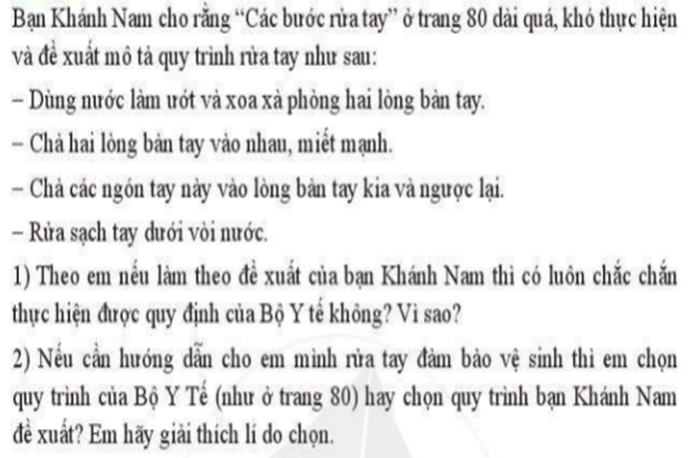 Bạn Khánh Nam cho rằng “Các bước rửa tay” ở trang 80 dài quá, khó thực hiện
và đề xuất mô tả quy trình rửa tay như sau:
– Dùng nước làm ướt và xoa xà phòng hai lòng bàn tay.
– Chà hai lòng bàn tay vào nhau, miết mạnh.
– Chà các ngón tay này vào lòng bàn tay kia và ngược lại.
– Rửa sạch tay dưới vòi nước.
1) Theo em nếu làm theo đề xuất của bạn Khánh Nam thì có luôn chắc chắn
thực hiện được quy định của Bộ Y tế không? Vì sao?
2) Nếu cần hướng dẫn cho em mình rửa tay đảm bảo vệ sinh thì em chọn
quy trình của Bộ Y Tế (như ở trang 80) hay chọn quy trình bạn Khánh Nam
đề xuất? Em hãy giải thích lí do chọn.